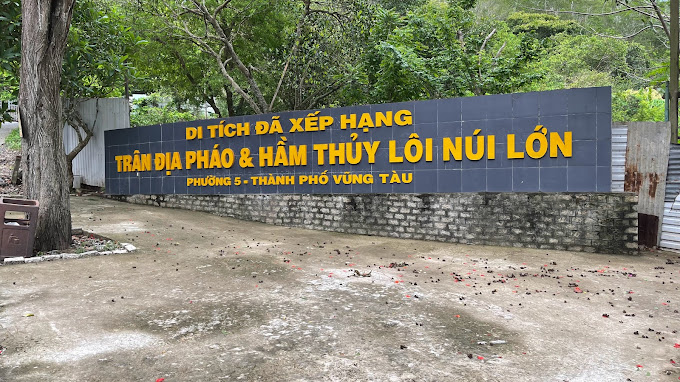 DI TÍCH ĐÃ XẾP HẠNG
TRẬN ĐỊA PHÁO & HẦM THỦY LÔI NÚI LỚN
PHƯỜNG 5 - THÀNH PHỐ VŨNG TÀU